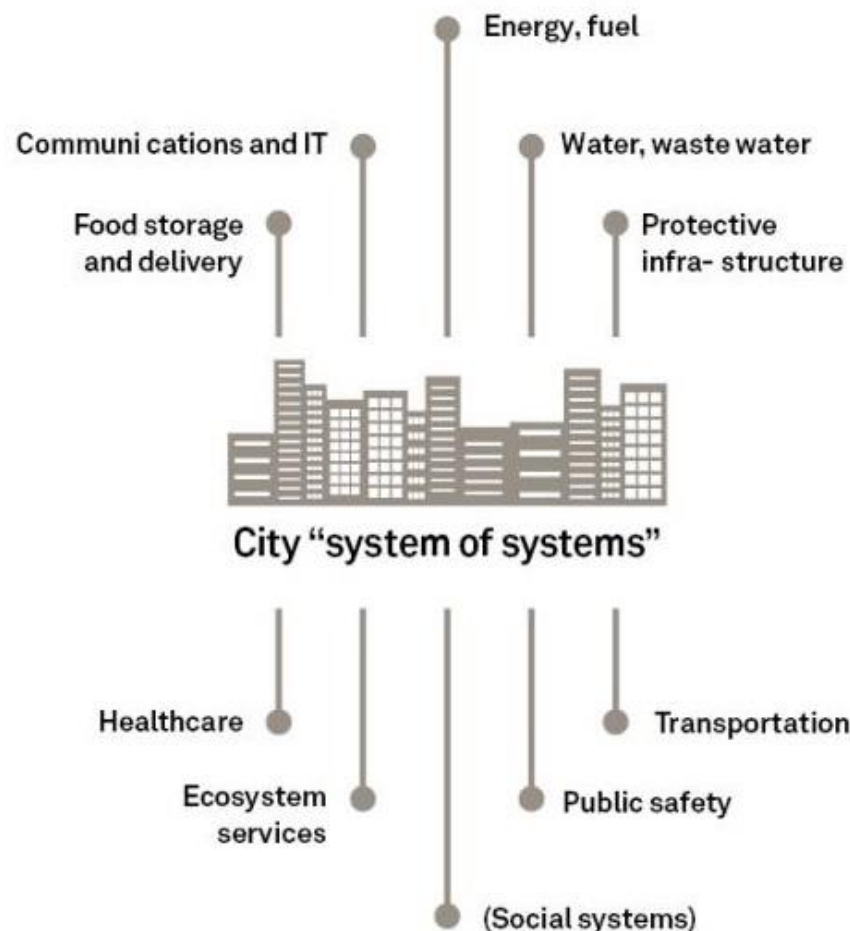 Energy, fuel
Communi cations and IT
Water, waste water
Food storage
and delivery
Protective
infra- structure
City “system of systems”
Healthcare
Transportation
Ecosystem
services
Public safety
(Social systems)